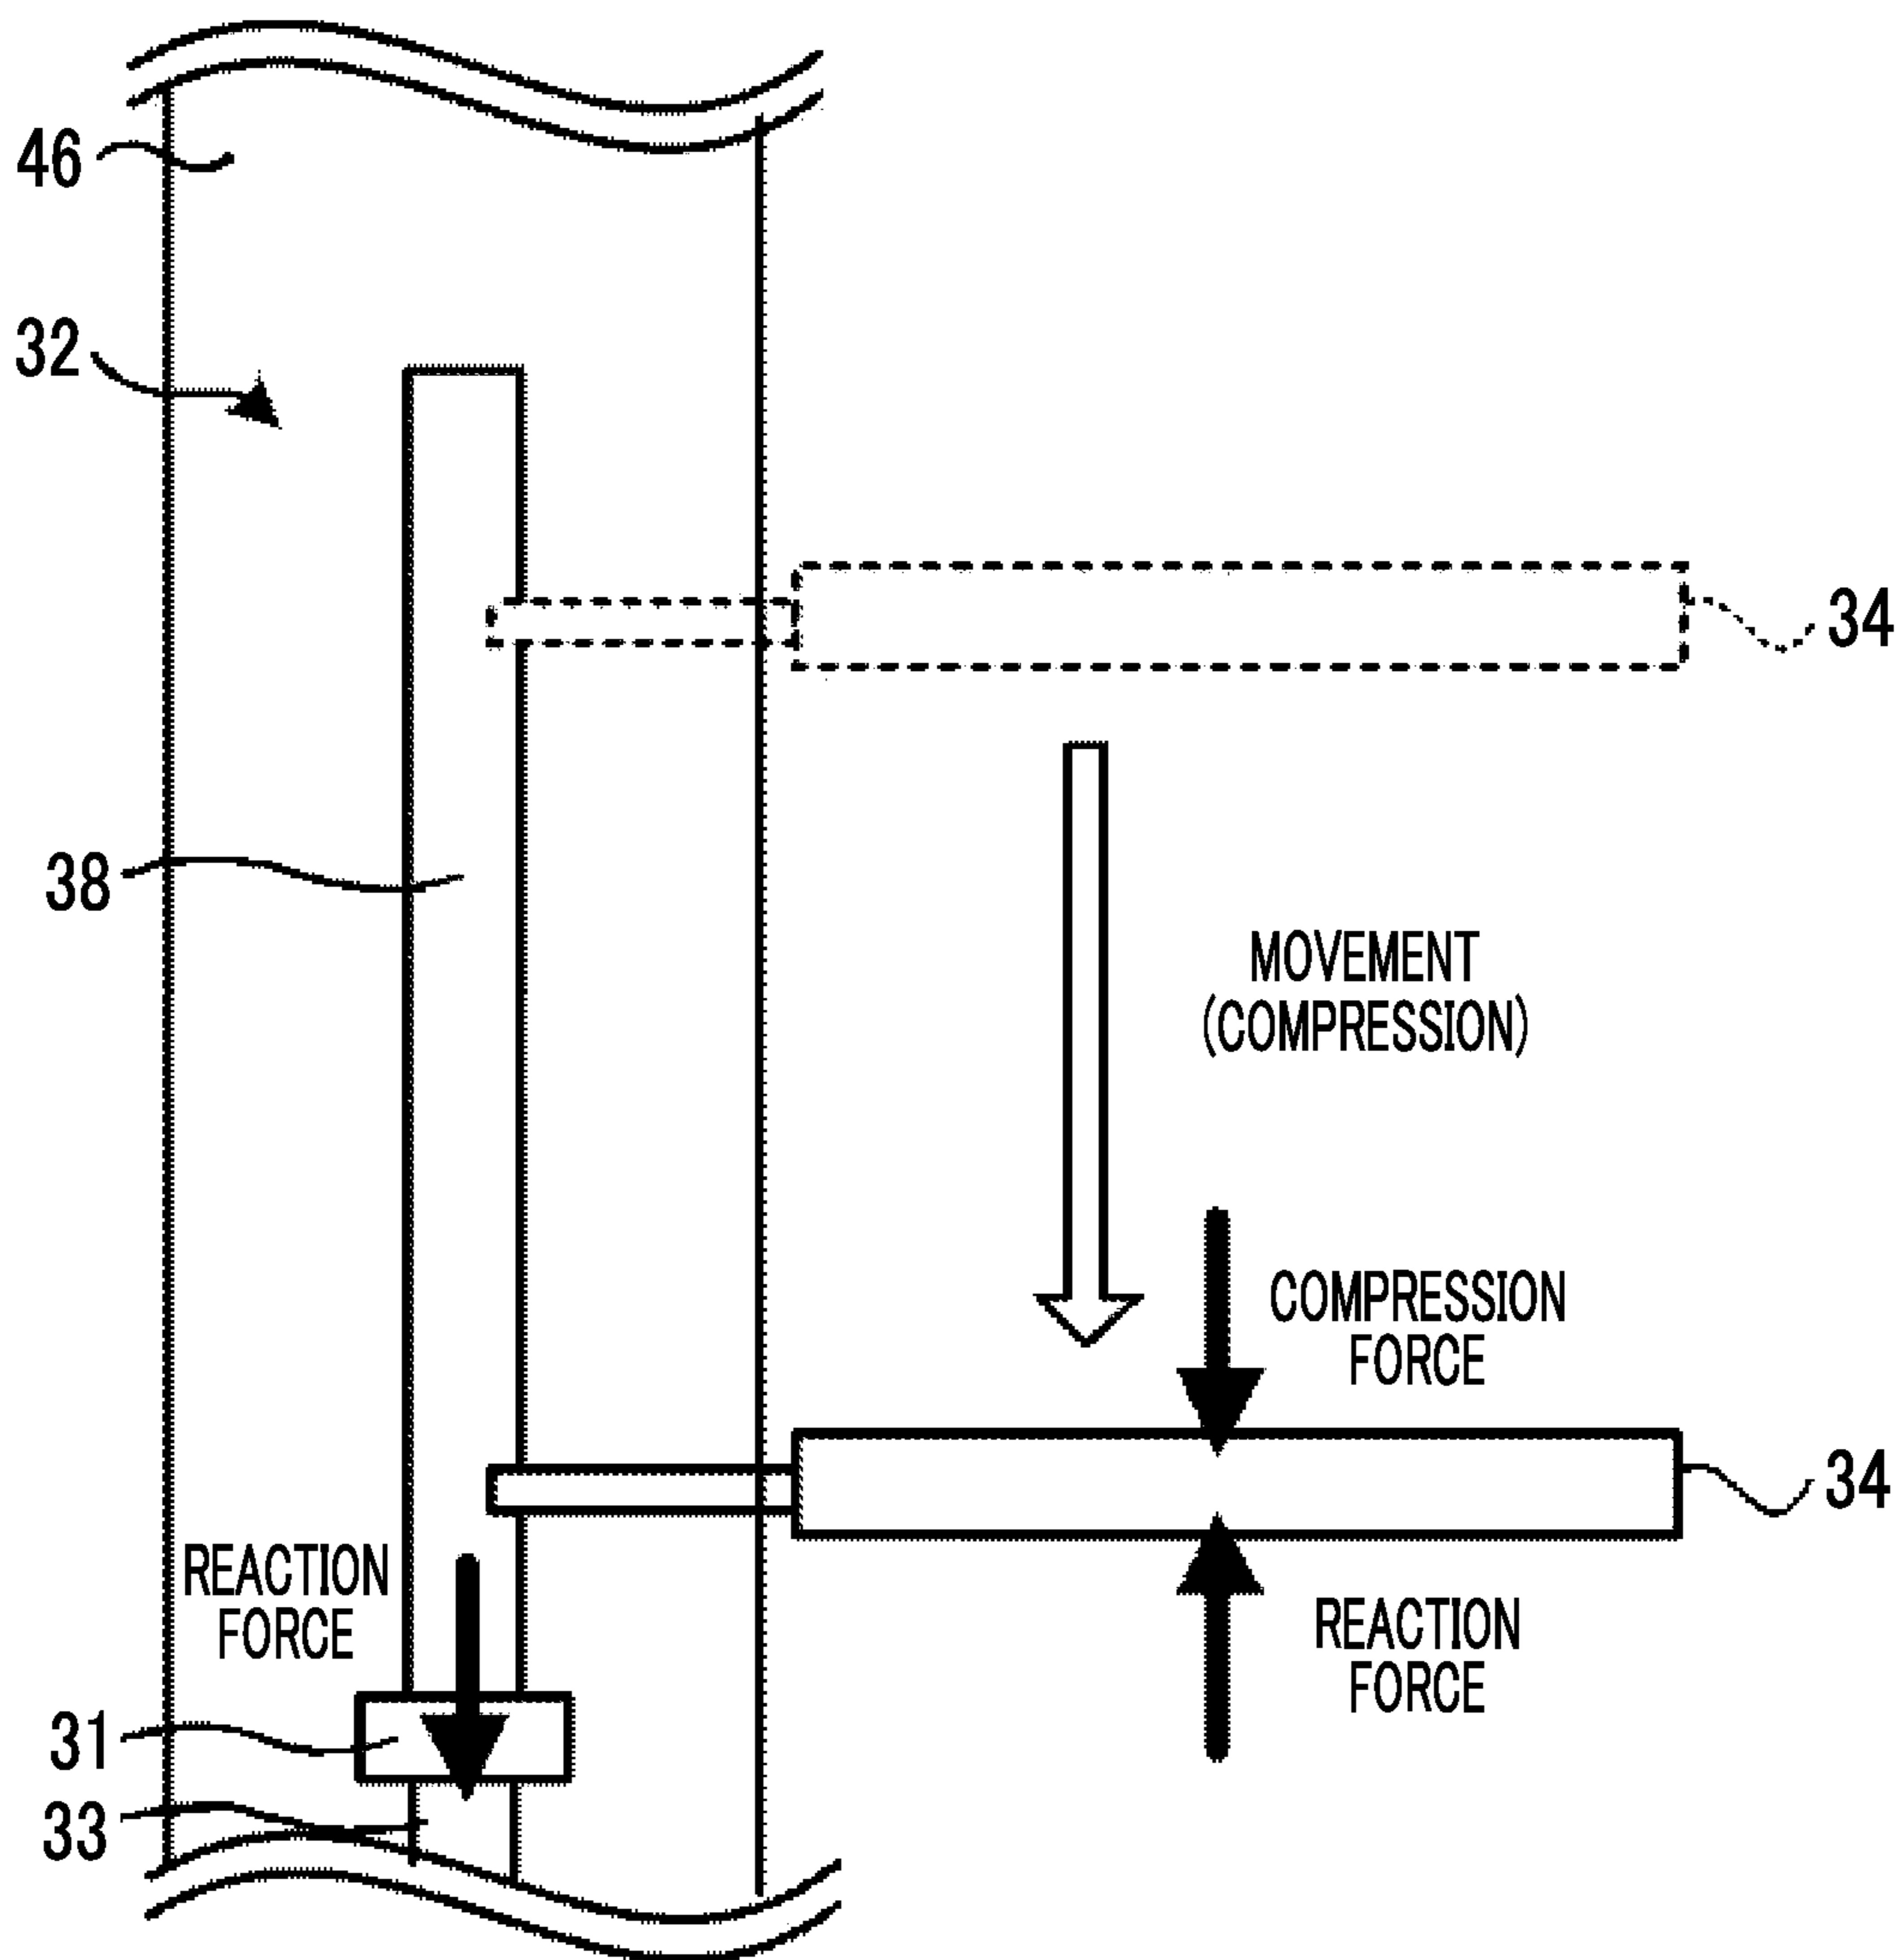 46
32
34
38
MOVEMENT
(COMPRESSION)
COMPRESSION
FORCE
34
REACTION
FORCE
REACTION
FORCE
31
33